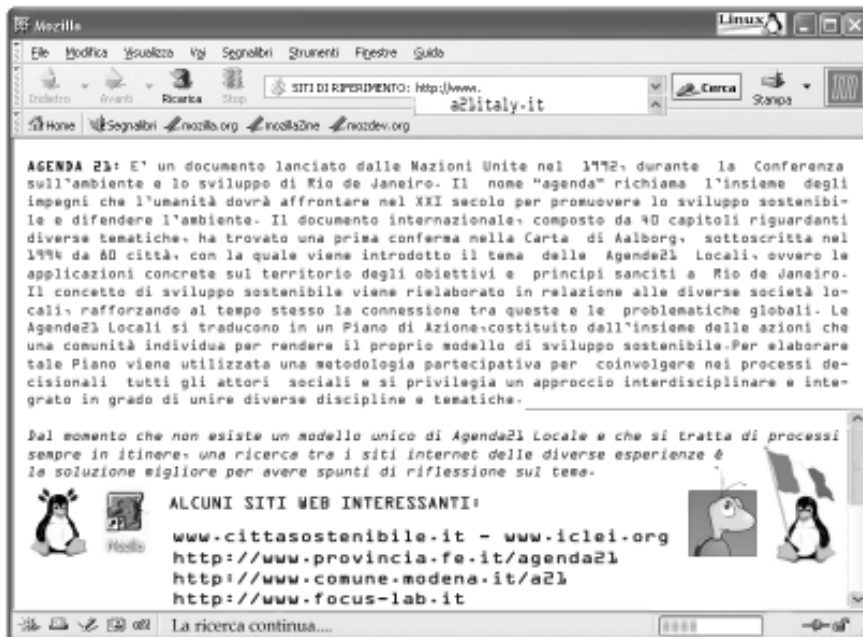 Mozilla
Linux
File Modifica Visualizza Vai Segnalibri Strumenti Finestre Guida
Indietro Avanti Ricarica Stop SITI DI RIFERIMENTO: http://www. Cerca Stampa
a21italy.it
Home Segnalibri mozilla.org mozillaZine mozdev.org
AGENDA 21: E' un documento lanciato dalle Nazioni Unite nel 1992, durante la Conferenza
sull'ambiente e lo sviluppo di Rio de Janeiro. Il nome "agenda" richiama l'insieme degli
impegni che l'umanità dovrà affrontare nel XXI secolo per promuovere lo sviluppo sostenibi-
le e difendere l'ambiente. Il documento internazionale, composto da 40 capitoli riguardanti
diverse tematiche, ha trovato una prima conferma nella Carta di Aalborg, sottoscritta nel
1994 da 80 città, con la quale viene introdotto il tema delle Agende21 Locali, ovvero le
applicazioni concrete sul territorio degli obiettivi e principi sanciti a Rio de Janeiro.
Il concetto di sviluppo sostenibile viene rielaborato in relazione alle diverse società lo-
cali, rafforzando al tempo stesso la connessione tra queste e le problematiche globali. Le
Agende21 Locali si traducono in un Piano di Azione,costituito dall'insieme delle azioni che
una comunità individua per rendere il proprio modello di sviluppo sostenibile.Per elaborare
tale Piano viene utilizzata una metodologia partecipativa per coinvolgere nei processi de-
cisionali tutti gli attori sociali e si privilegia un approccio interdisciplinare e inte-
grato in grado di unire diverse discipline e tematiche.
Dal momento che non esiste un modello unico di Agenda21 Locale e che si tratta di processi
sempre in itinere, una ricerca tra i siti internet delle diverse esperienze è
la soluzione migliore per avere spunti di riflessione sul tema.
Mozilla
ALCUNI SITI WEB INTERESSANTI:
www.cittasostenibile.it - www.iclei.org
http://www.provincia.fe.it/agenda21
http://www.comune.modena.it/a21
http://www.focus-lab.it
La ricerca continua....